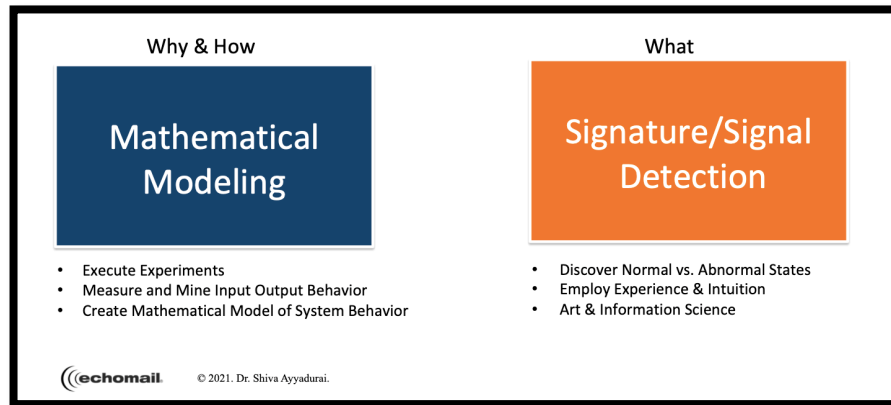 Why & How
Mathematical
Modeling
• Execute Experiments
• Measure and Mine Input Output Behavior
• Create Mathematical Model of System Behavior
What
Signature/Signal
Detection
• Discover Normal vs. Abnormal States
• Employ Experience & Intuition
• Art & Information Science
echomail.
© 2021. Dr. Shiva Ayyadurai.